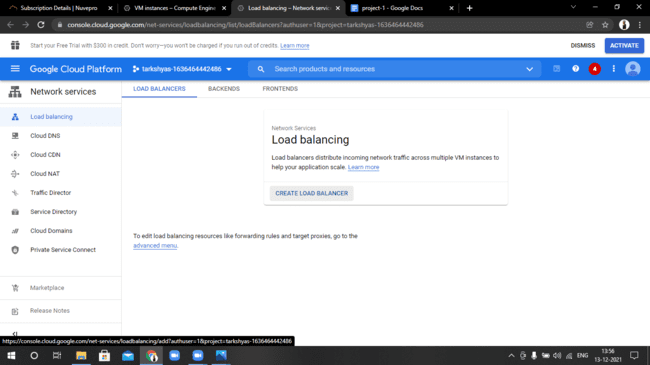 Subscription Details | Nuvepro
VM instances – Compute Engine
Load balancing – Network servic
project-1 - Google Docs
console.cloud.google.com/net-services/loadbalancing/list/loadBalancers?authuser=1&project=tarkshyas-1636464442486
Start your Free Trial with $300 in credit. Don't worry—you won't be charged if you run out of credits. Learn more
DISMISS
ACTIVATE
Google Cloud Platform
tarkshyas-1636464442486
Search products and resources
4
Network services
LOAD BALANCERS
BACKENDS
FRONTENDS
Load balancing
Cloud DNS
Cloud CDN
Cloud NAT
Traffic Director
Service Directory
Cloud Domains
Private Service Connect
Marketplace
Release Notes
Network Services
Load balancing
Load balancers distribute incoming network traffic across multiple VM instances to
help your application scale. Learn more
CREATE LOAD BALANCER
To edit load balancing resources like forwarding rules and target proxies, go to the
advanced menu.
https://console.cloud.google.com/net-services/loadbalancing/add?authuser=1&project=tarkshyas-1636464442486
ENG
13:56
13-12-2021